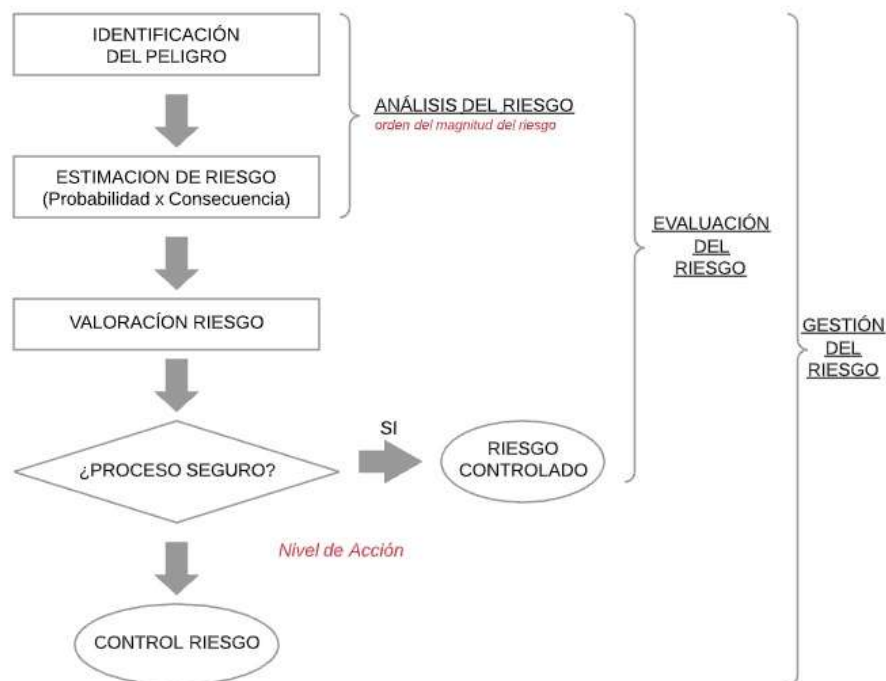 IDENTIFICACIÓN
DEL PELIGRO
ANÁLISIS DEL RIESGO
orden del magnitud del riesgo
ESTIMACION DE RIESGO
(Probabilidad x Consecuencia)
EVALUACIÓN
DEL
RIESGO
VALORACÍON RIESGO
GESTIÓN
DEL
RIESGO
SI
¿PROCESO SEGURO?
RIESGO
CONTROLADO
Nivel de Acción
CONTROL RIESGO